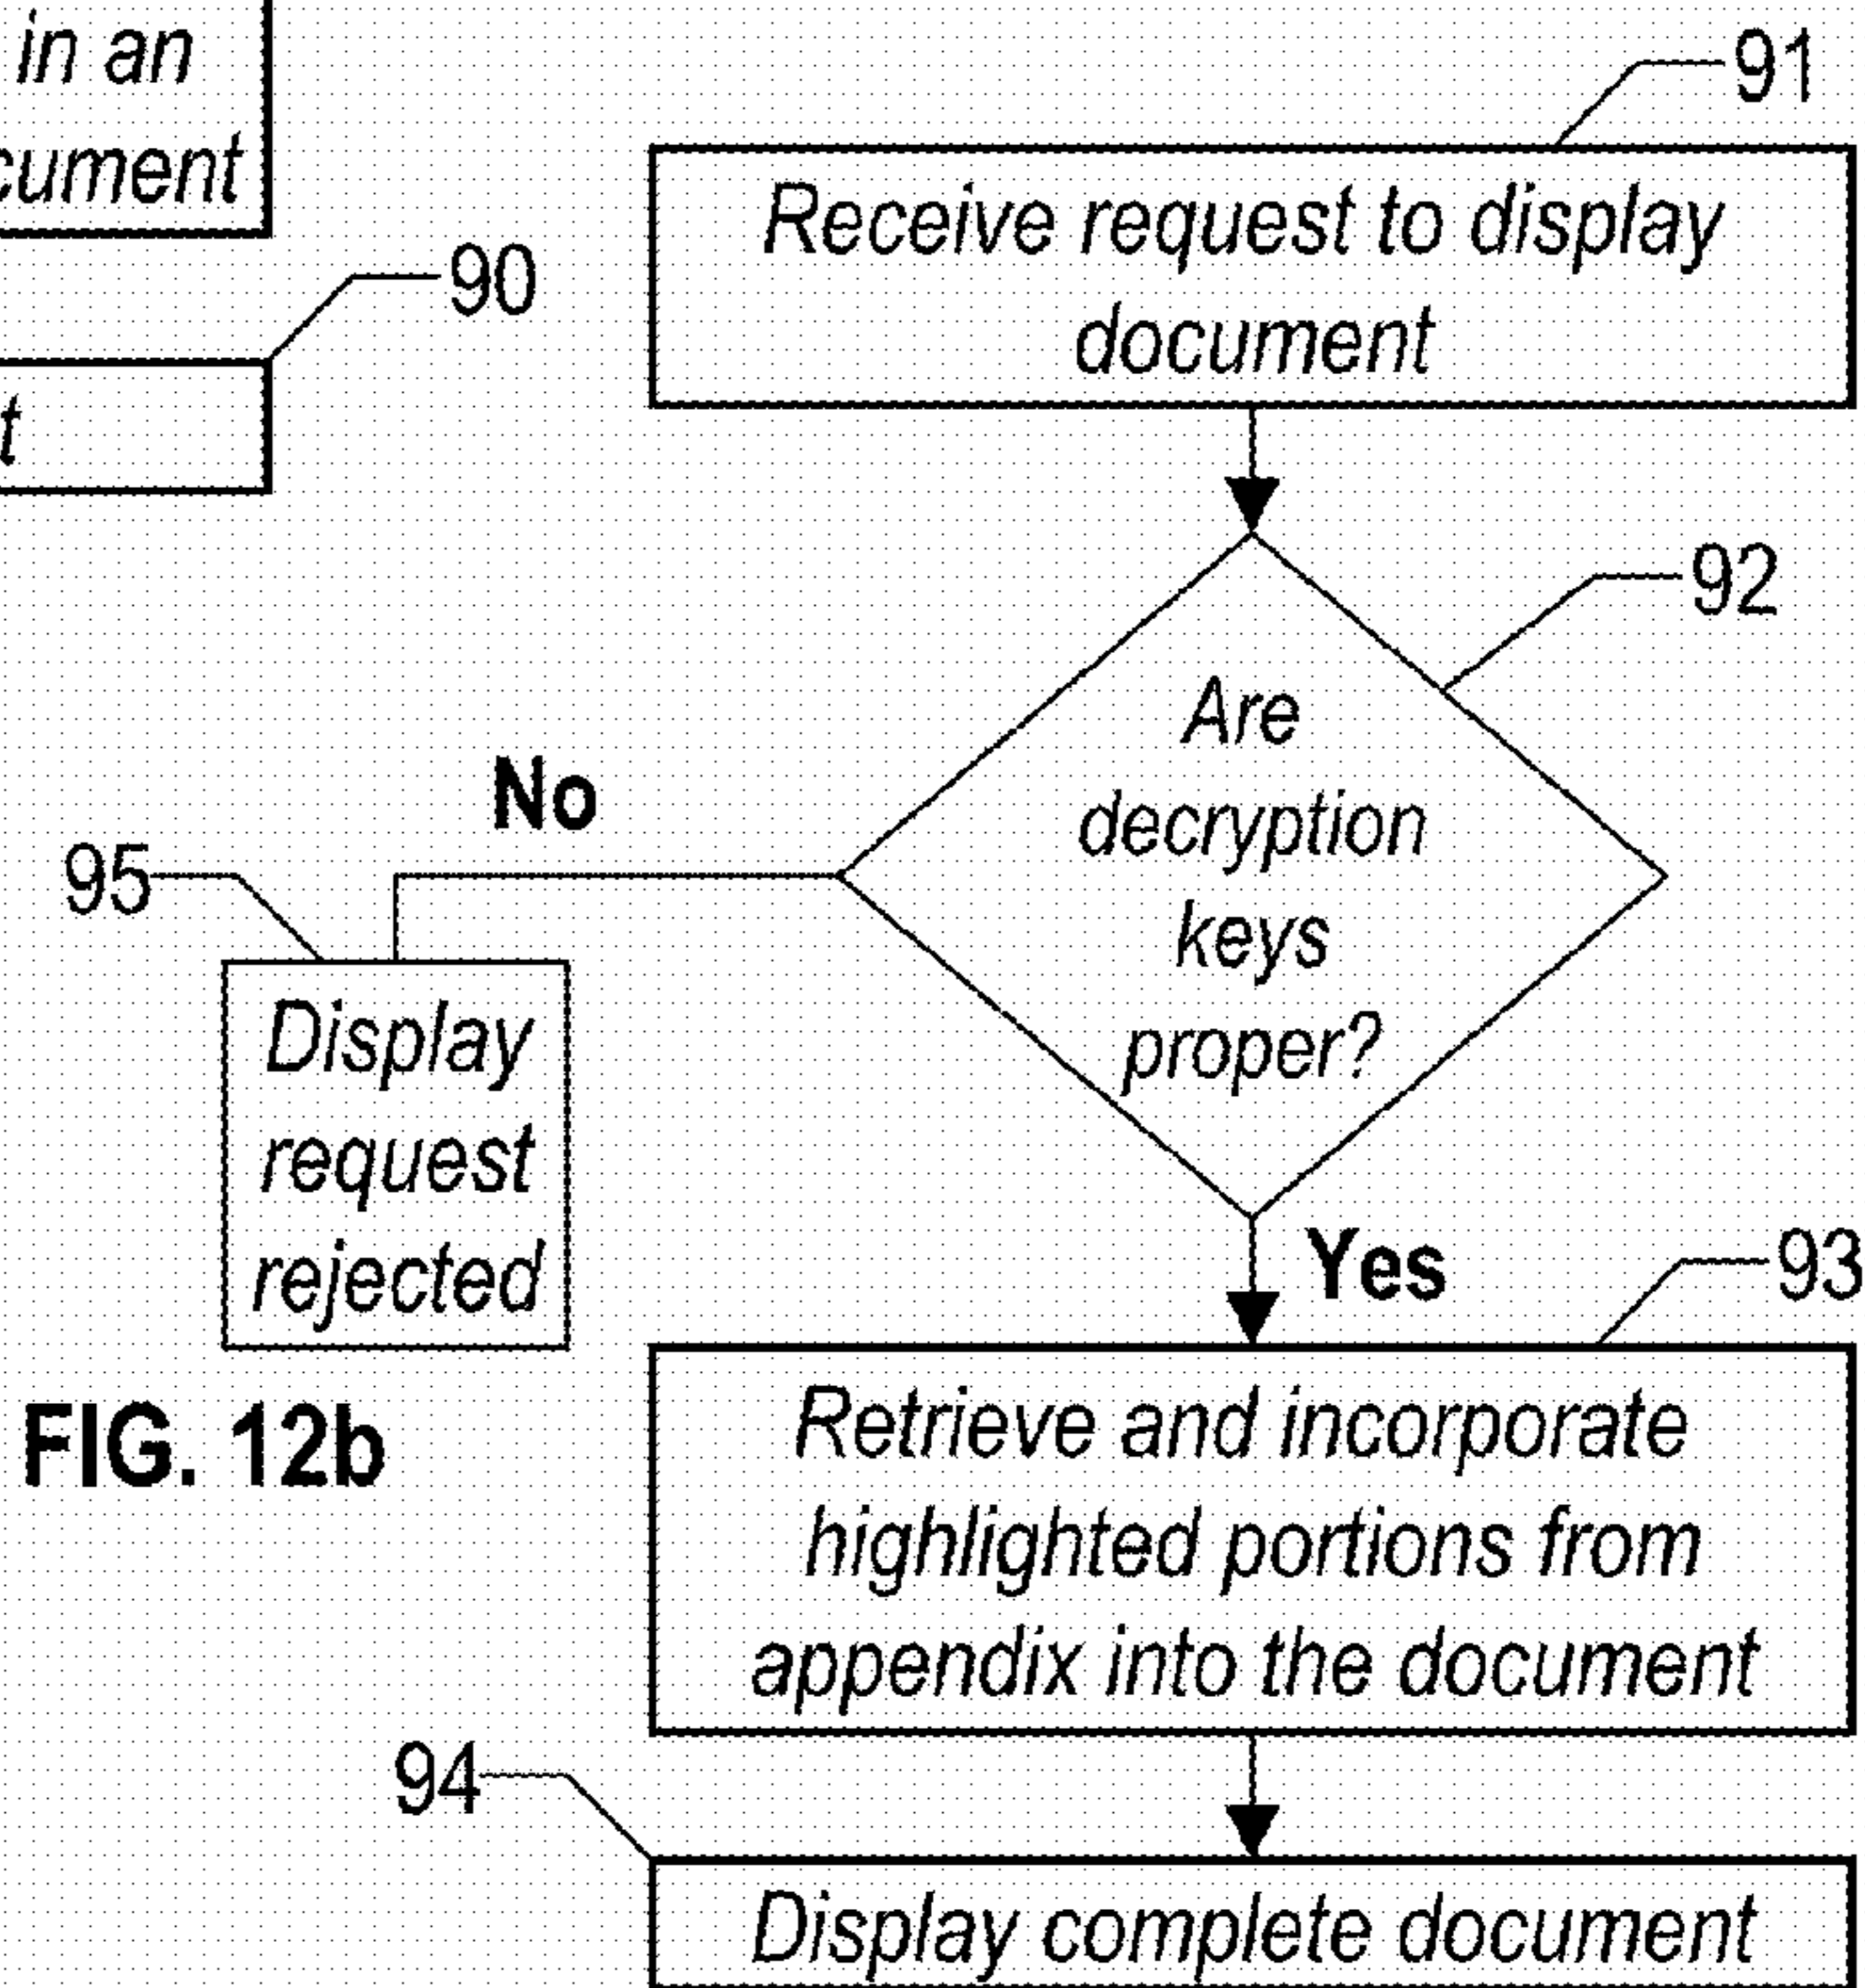 in an
cument
90
t
91
Receive request to display
document
92
Are
decryption
keys
proper?
No
95
Display
request
rejected
Yes
93
Retrieve and incorporate
highlighted portions from
appendix into the document
94
Display complete document
FIG. 12b